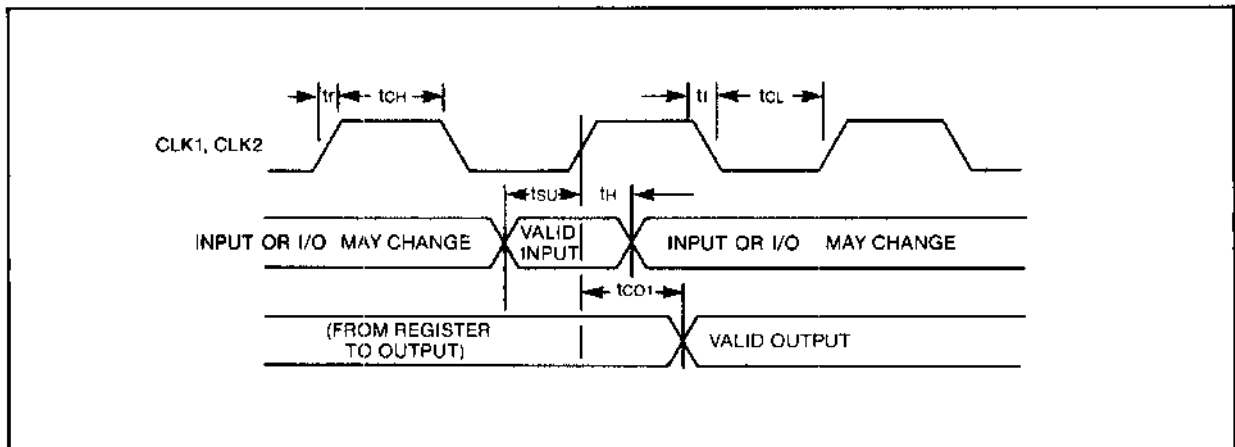 tr tCH tf tCL
CLK1, CLK2
tSU tH
INPUT OR I/O MAY CHANGE VALID INPUT INPUT OR I/O MAY CHANGE
tCO1
(FROM REGISTER
TO OUTPUT)
VALID OUTPUT